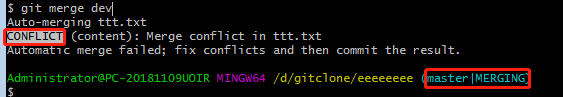 $ git merge dev
Auto-merging ttt.txt
CONFLICT (content): Merge conflict in ttt.txt
Automatic merge failed; fix conflicts and then commit the result.
Administrator@PC-20181109UOIR MINGW64 /d/gitclone/eeeeeeee (master|MERGING)
$